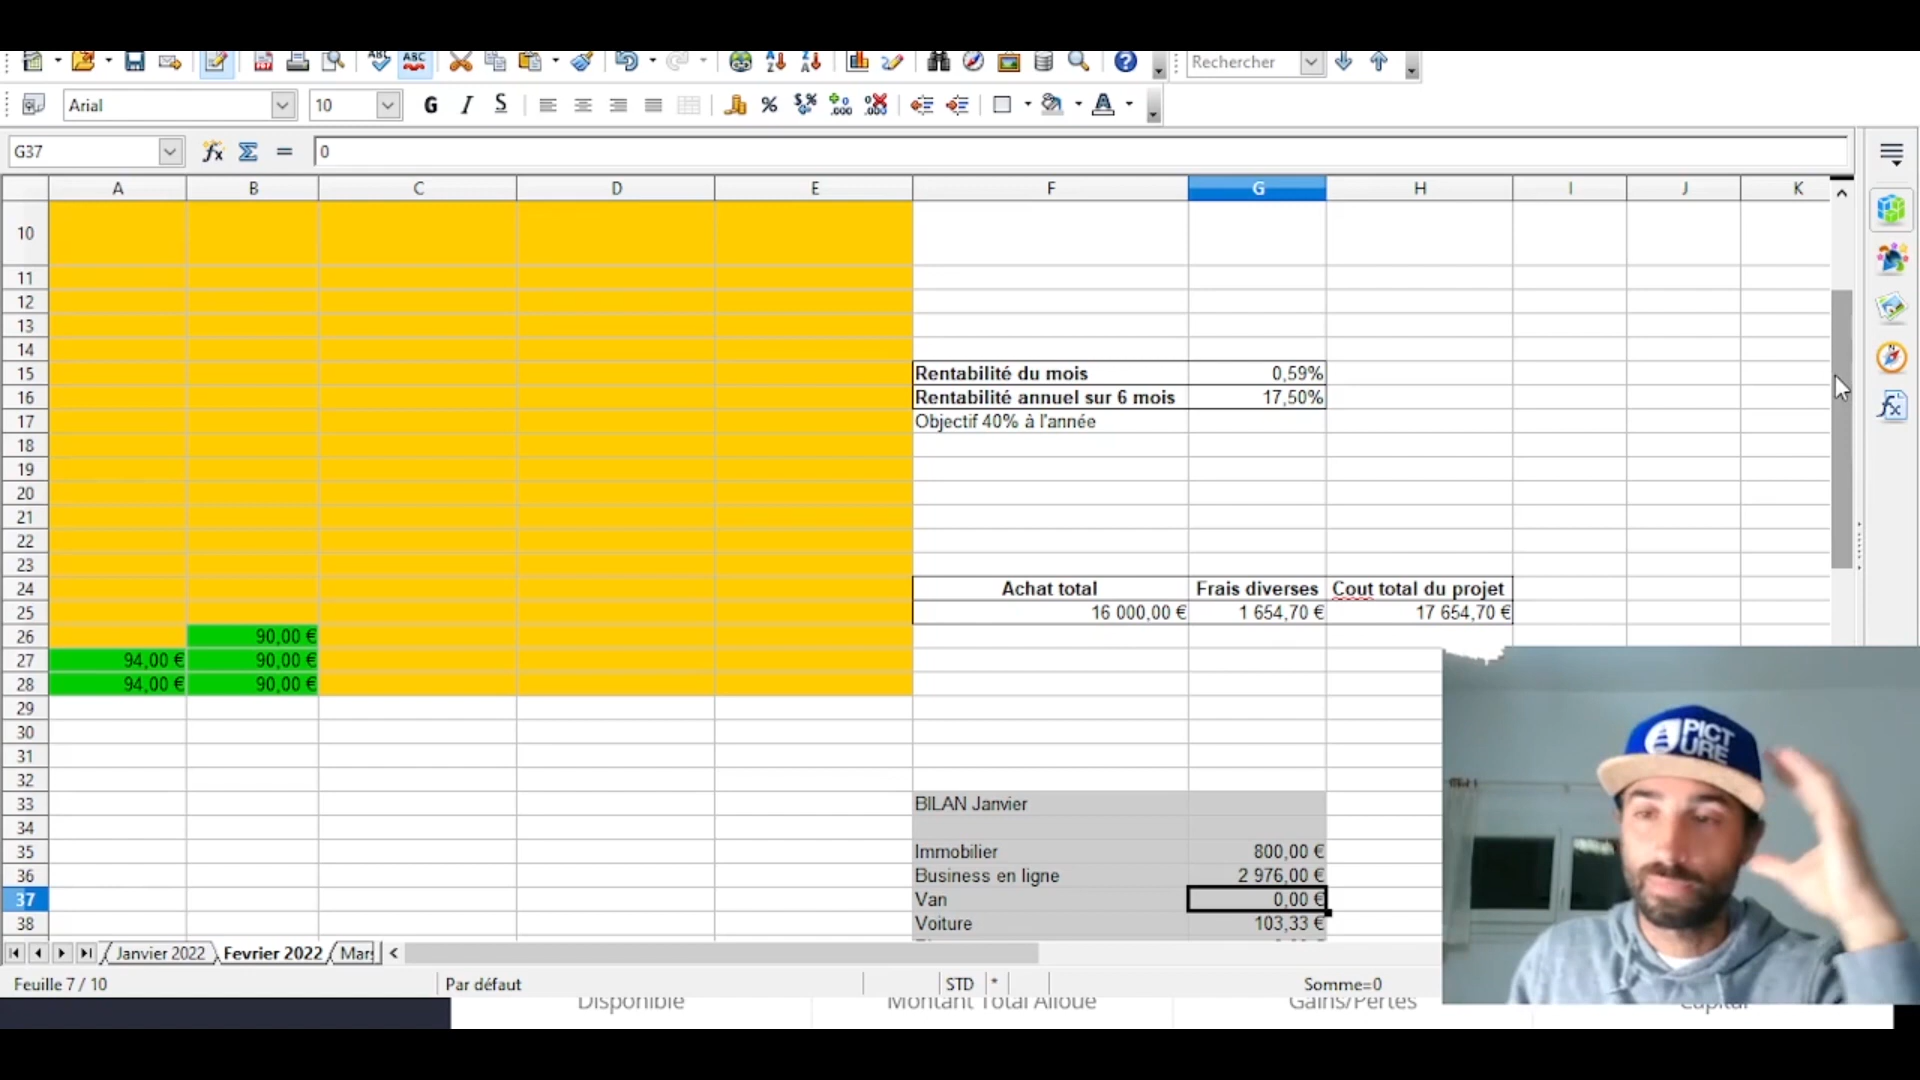 Rechercher
Arial
10
G
I
S
G37
0
A
B
C
D
E
F
G
H
I
J
K
10
11
12
13
14
15
Rentabilité du mois
0,59%
16
Rentabilité annuel sur 6 mois
17,50%
17
Objectif 40% à l'année
18
19
20
21
22
23
24
Achat total
Frais diverses
Cout total du projet
25
16 000,00 €
1 654,70 €
17 654,70 €
26
90,00 €
27
94,00 €
90,00 €
28
94,00 €
90,00 €
29
30
31
32
33
BILAN Janvier
34
35
Immobilier
800,00 €
36
Business en ligne
2 976,00 €
37
Van
0,00 €
38
Voiture
103,33 €
PICT
URE
Janvier 2022
Fevrier 2022
Mar
Feuille 7 / 10
Par défaut
STD
*
Somme=0
Disponible
Montant Total Alloué
Gains/Pertes
Capital